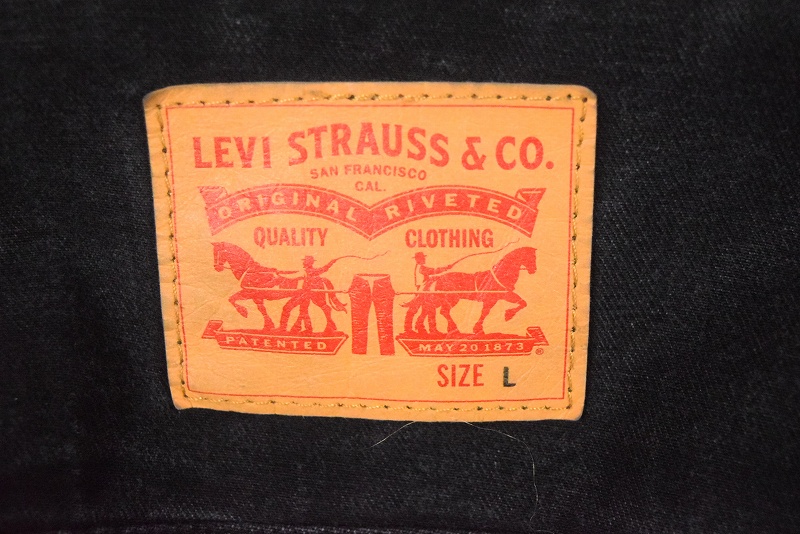 LEVI STRAUSS & CO.
SAN FRANCISCO
CAL.
ORIGINAL RIVETED
QUALITY CLOTHING
PATENTED MAY 20 1873 ®
SIZE L